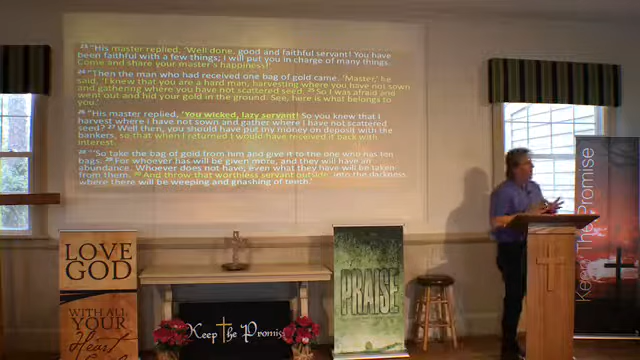 23 "His master replied, 'Well done, good and faithful servant! You have
been faithful with a few things; I will put you in charge of many things.
Come and share your master's happiness!'
24 "Then the man who had received one bag of gold came. 'Master,' he
said, 'I knew that you are a hard man, harvesting where you have not sown
and gathering where you have not scattered seed. 25 So I was afraid and
went out and hid your gold in the ground. See, here is what belongs to
you.'
26 "His master replied, 'You wicked, lazy servant! So you knew that I
harvest where I have not sown and gather where I have not scattered
seed? 27 Well then, you should have put my money on deposit with the
bankers, so that when I returned I would have received it back with
interest.
28 "'So take the bag of gold from him and give it to the one who has ten
bags. 29 For whoever has will be given more, and they will have an
abundance. Whoever does not have, even what they have will be taken
from them. 30 And throw that worthless servant outside, into the darkness,
where there will be weeping and gnashing of teeth.'
LOVE
GOD
WITH ALL
YOUR
Heart
Keep The Promise
PRAISE
The Promise